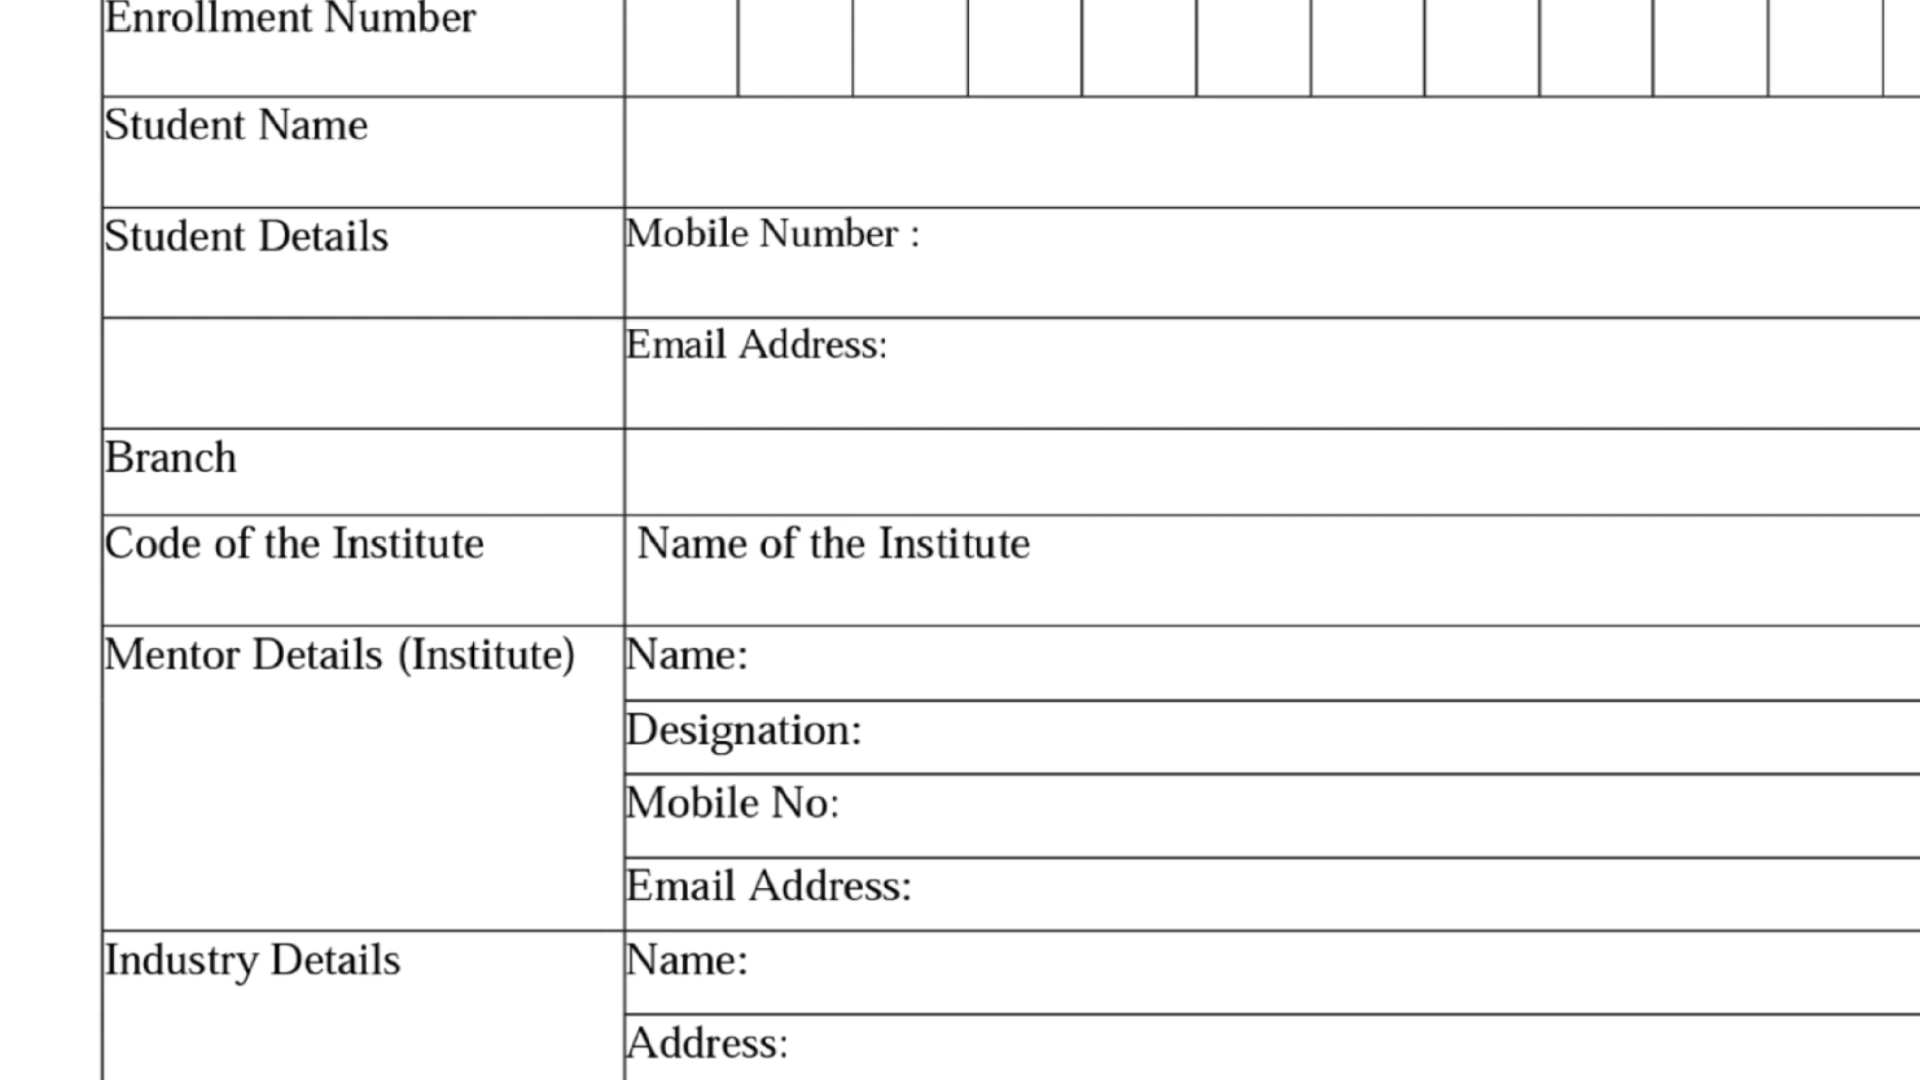 Enrollment Number
Student Name
Student Details
Mobile Number :
Email Address:
Branch
Code of the Institute
Name of the Institute
Mentor Details (Institute)
Name:
Designation:
Mobile No:
Email Address:
Industry Details
Name:
Address: